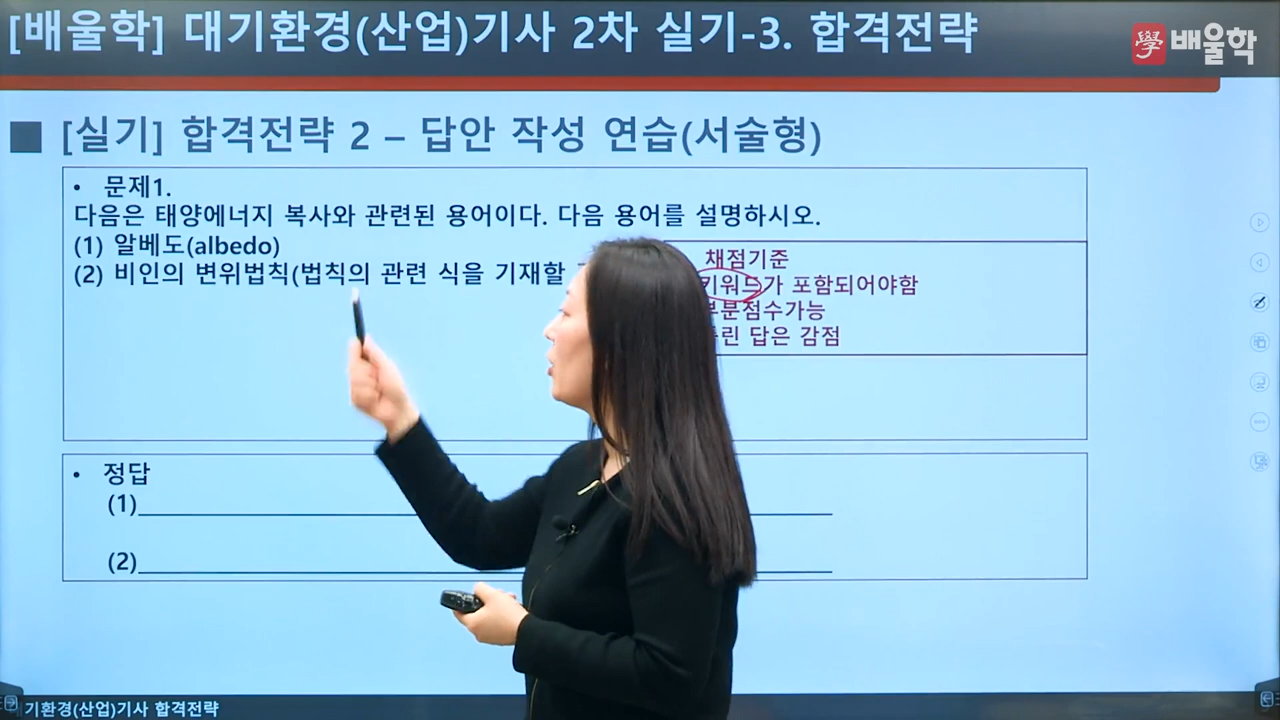 [배울학] 대기환경(산업)기사 2차 실기-3. 합격전략
學 배울학
■ [실기] 합격전략 2 – 답안 작성 연습(서술형)
• 문제1.
다음은 태양에너지 복사와 관련된 용어이다. 다음 용어를 설명하시오.
(1) 알베도(albedo)
(2) 비인의 변위법칙(법칙의 관련 식을 기재할
채점기준
키워드가 포함되어야함
부분점수가능
답은 감점
• 정답
(1)
(2)
기환경(산업)기사 합격전략